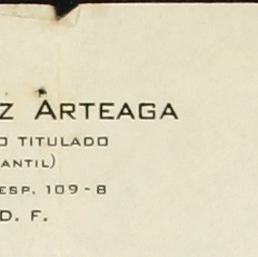 Z ARTEAGA
O TITULADO
ANTIL)
ESP. 109-8
D. F.